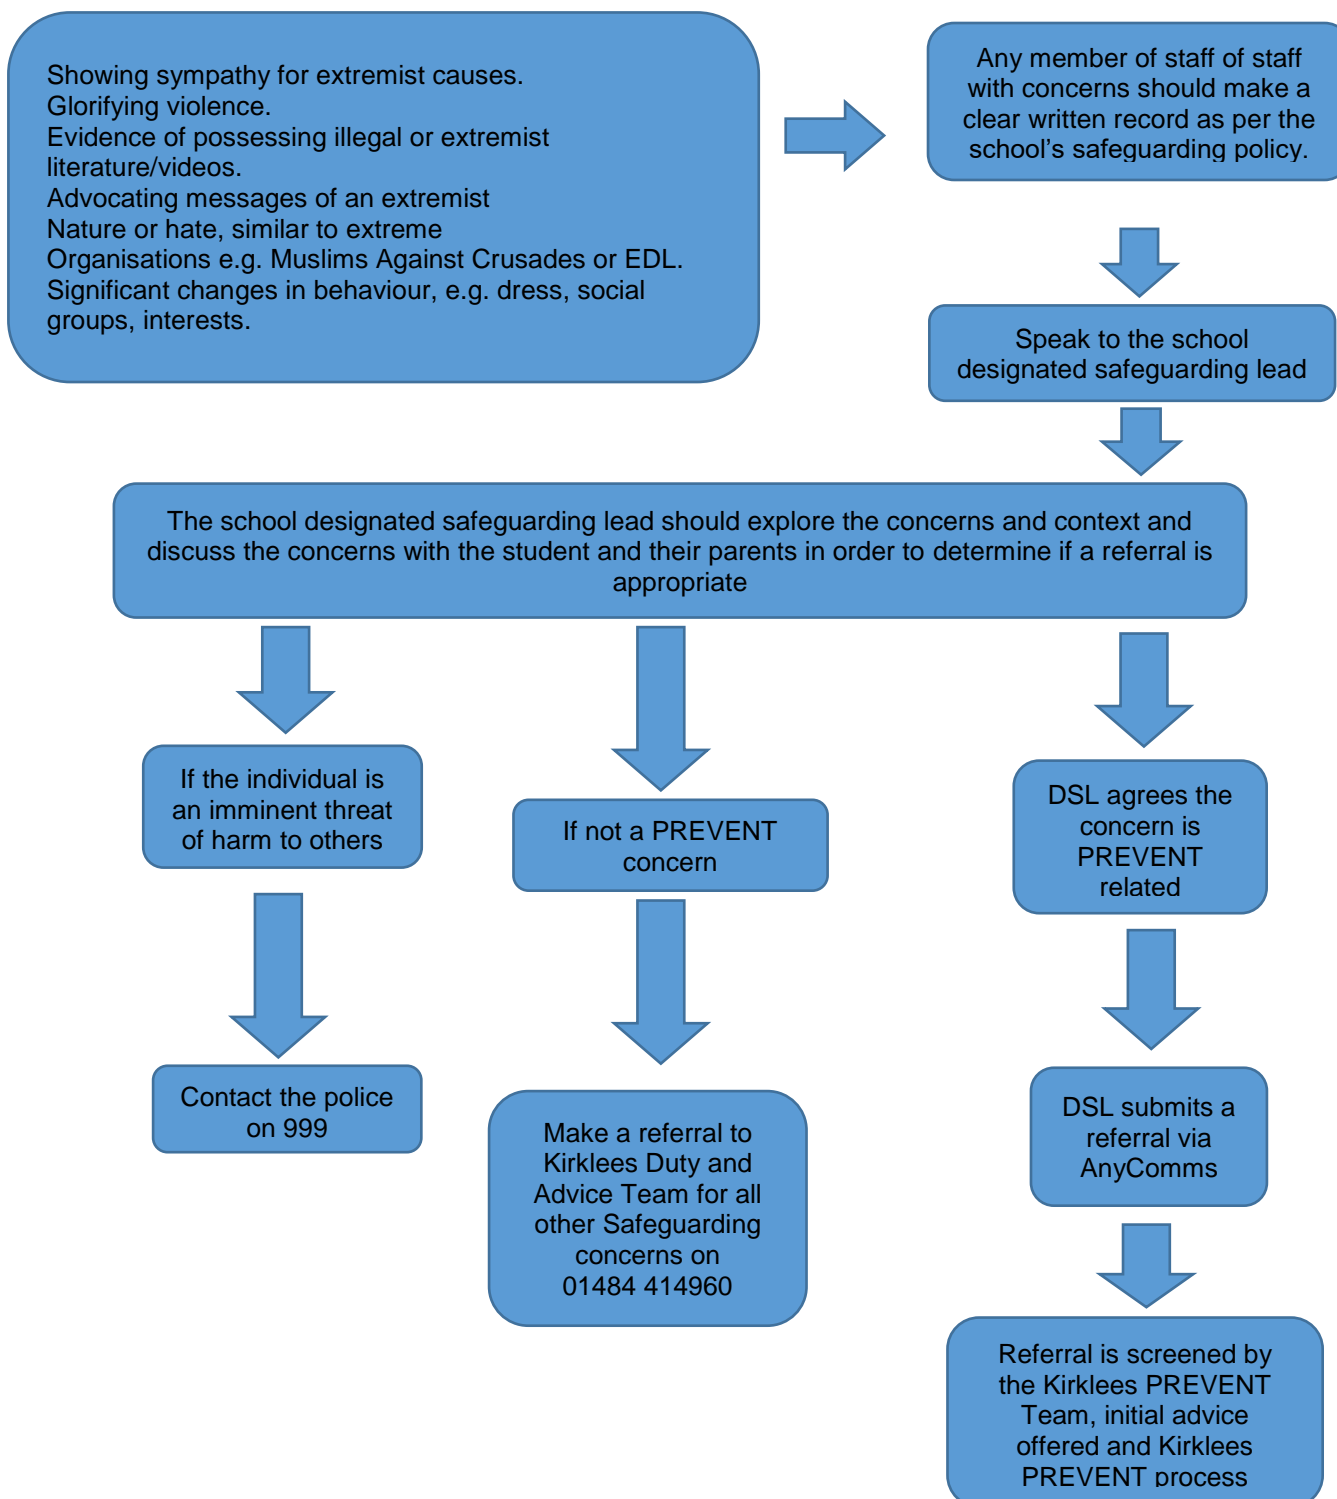 Showing sympathy for extremist causes.
Glorifying violence.
Evidence of possessing illegal or extremist
literature/videos.
Advocating messages of an extremist
Nature or hate, similar to extreme
Organisations e.g. Muslims Against Crusades or EDL.
Significant changes in behaviour, e.g. dress, social
groups, interests.
Any member of staff of staff
with concerns should make a
clear written record as per the
school’s safeguarding policy.
Speak to the school
designated safeguarding lead
The school designated safeguarding lead should explore the concerns and context and
discuss the concerns with the student and their parents in order to determine if a referral is
appropriate
If the individual is
an imminent threat
of harm to others
Contact the police
on 999
If not a PREVENT
concern
Make a referral to
Kirklees Duty and
Advice Team for all
other Safeguarding
concerns on
01484 414960
DSL agrees the
concern is
PREVENT
related
DSL submits a
referral via
AnyComms
Referral is screened by
the Kirklees PREVENT
Team, initial advice
offered and Kirklees
PREVENT process